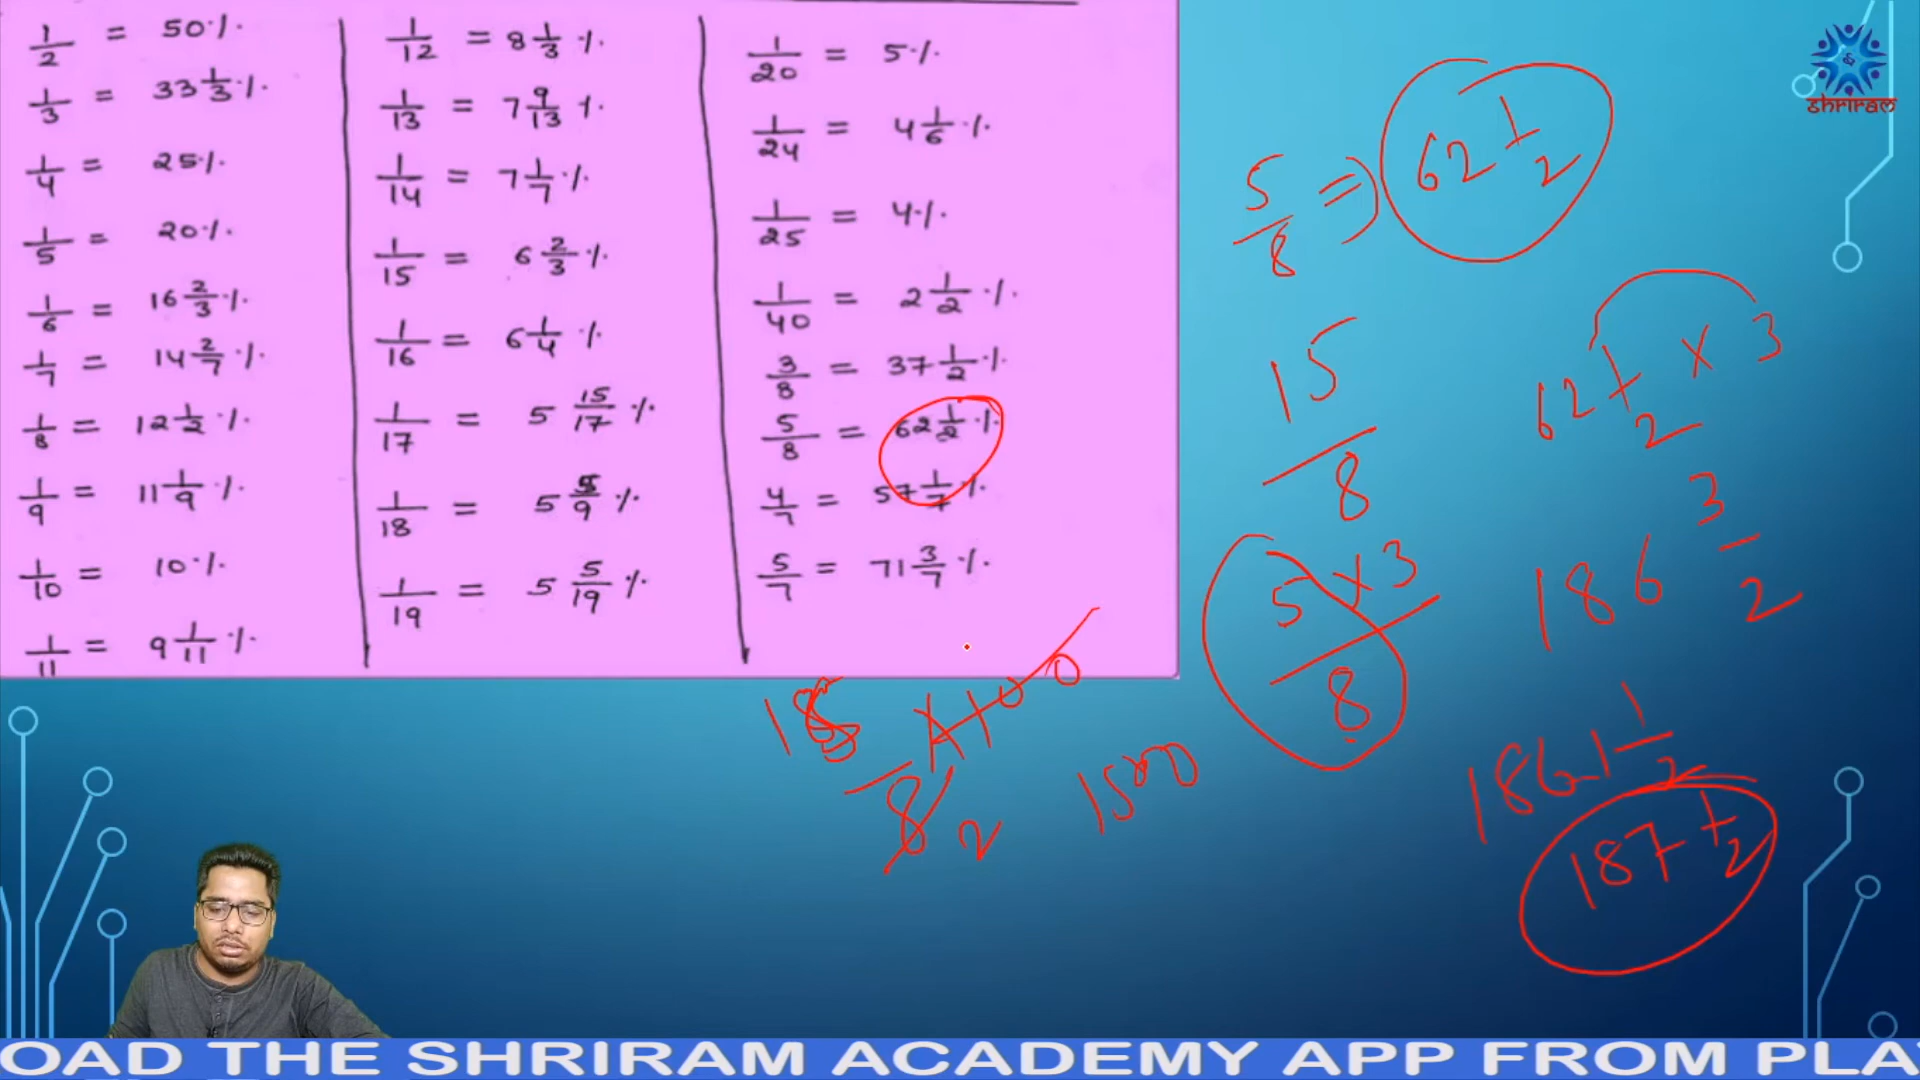 1/2 = 50%
1/3 = 33 1/3 %
1/4 = 25%
1/5 = 20%
1/6 = 16 2/3 %
1/7 = 14 2/7 %
1/8 = 12 1/2 %
1/9 = 11 1/9 %
1/10 = 10%
1/11 = 9 1/11 %
1/12 = 8 1/3 %
1/13 = 7 9/13 %
1/14 = 7 1/7 %
1/15 = 6 2/3 %
1/16 = 6 1/4 %
1/17 = 5 15/17 %
1/18 = 5 5/9 %
1/19 = 5 5/19 %
1/20 = 5%
1/24 = 4 1/6 %
1/25 = 4%
1/40 = 2 1/2 %
3/8 = 37 1/2 %
5/8 = 62 1/2 %
4/7 = 57 1/7 %
5/7 = 71 3/7 %
5/8 ⇒ 62 1/2
15/8
5×3/8
62 1/2 × 3
186 3/2
186 1 1/2
187 1/2
/8 × 100
2
1500
shriram
OAD THE SHRIRAM ACADEMY APP FROM PLA